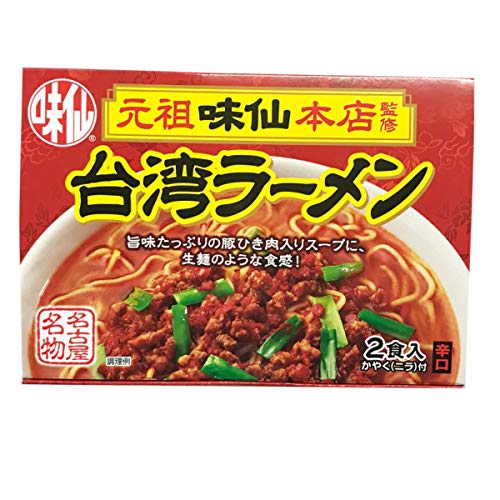 味仙®
元祖味仙本店監修
台湾ラーメン
旨味たっぷりの豚ひき肉入りスープに、
生麺のような食感！
名古屋
名物
調理例
2食入
かやく(ニラ)付
辛口